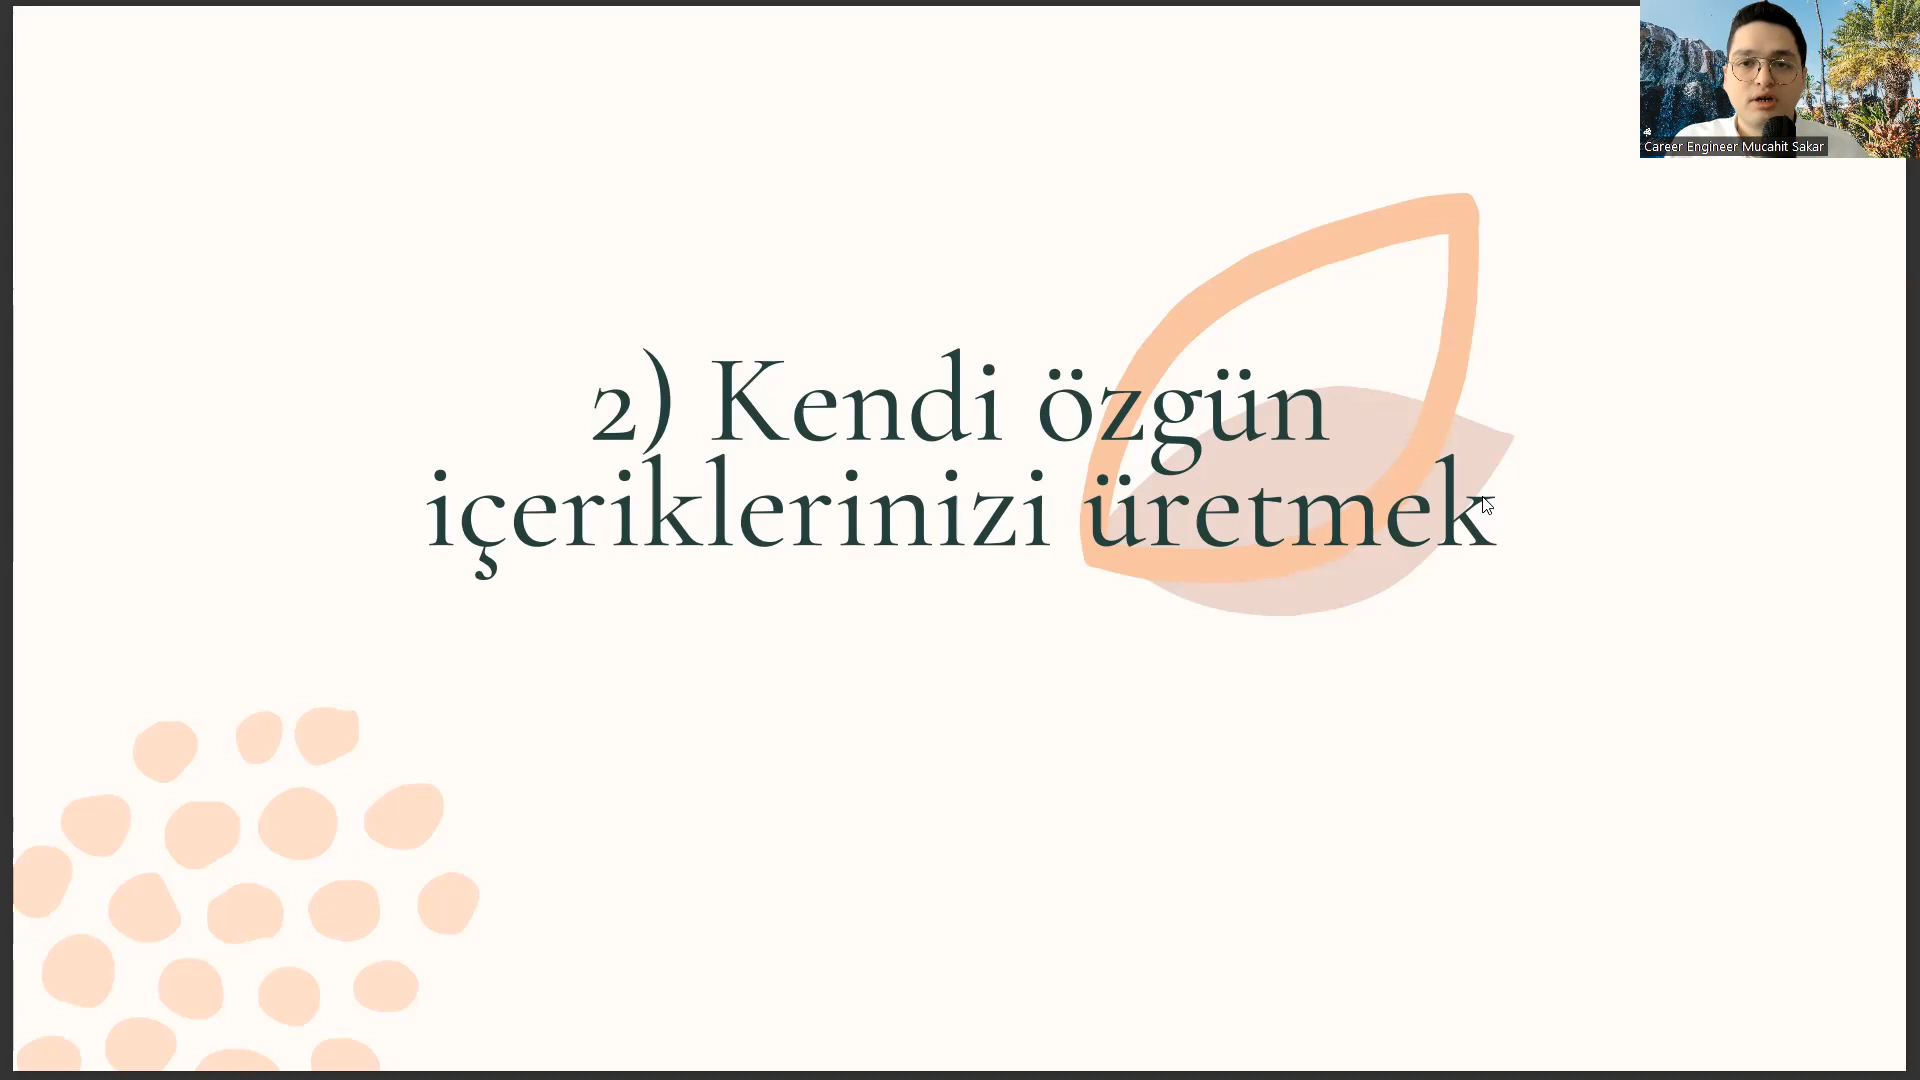 Career Engineer Mucahit Sakar
2) Kendi özgün
içeriklerinizi üretmek